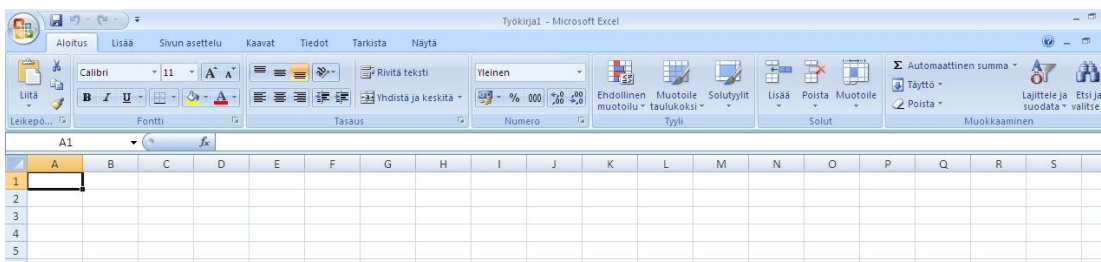 Työkirja1 - Microsoft Excel
Aloitus Lisää Sivun asettelu Kaavat Tiedot Tarkista Näytä
Liitä
Calibri 11 A A
B I U A
Rivitä teksti
Yhdistä ja keskitä
Yleinen
% 000 ,00 ,0
Ehdollinen muotoilu
Muotoile taulukoksi
Solutyylit
Lisää Poista Muotoile
Σ Automaattinen summa
Täyttö
Poista
Lajittele ja suodata
Etsi ja valitse
Leikepö... Fontti Tasaus Numero Tyyli Solut Muokkaaminen
A1 fx
A B C D E F G H I J K L M N O P Q R S
1
2
3
4
5